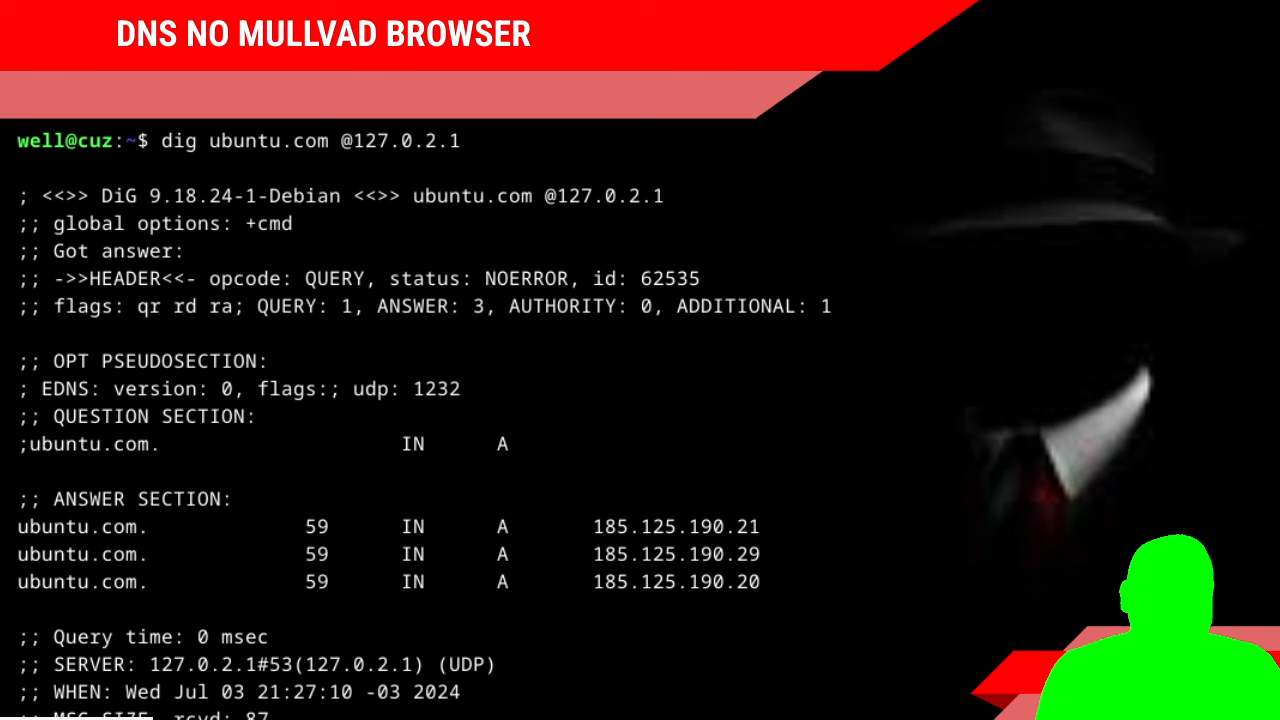 DNS NO MULLVAD BROWSER
well@cuz:~$ dig ubuntu.com @127.0.2.1
; <<>> DiG 9.18.24-1-Debian <<>> ubuntu.com @127.0.2.1
;; global options: +cmd
;; Got answer:
;; ->>HEADER<<- opcode: QUERY, status: NOERROR, id: 62535
;; flags: qr rd ra; QUERY: 1, ANSWER: 3, AUTHORITY: 0, ADDITIONAL: 1
;; OPT PSEUDOSECTION:
; EDNS: version: 0, flags:; udp: 1232
;; QUESTION SECTION:
;ubuntu.com. IN A
;; ANSWER SECTION:
ubuntu.com. 59 IN A 185.125.190.21
ubuntu.com. 59 IN A 185.125.190.29
ubuntu.com. 59 IN A 185.125.190.20
;; Query time: 0 msec
;; SERVER: 127.0.2.1#53(127.0.2.1) (UDP)
;; WHEN: Wed Jul 03 21:27:10 -03 2024
;; MSG SIZE rcvd: 87